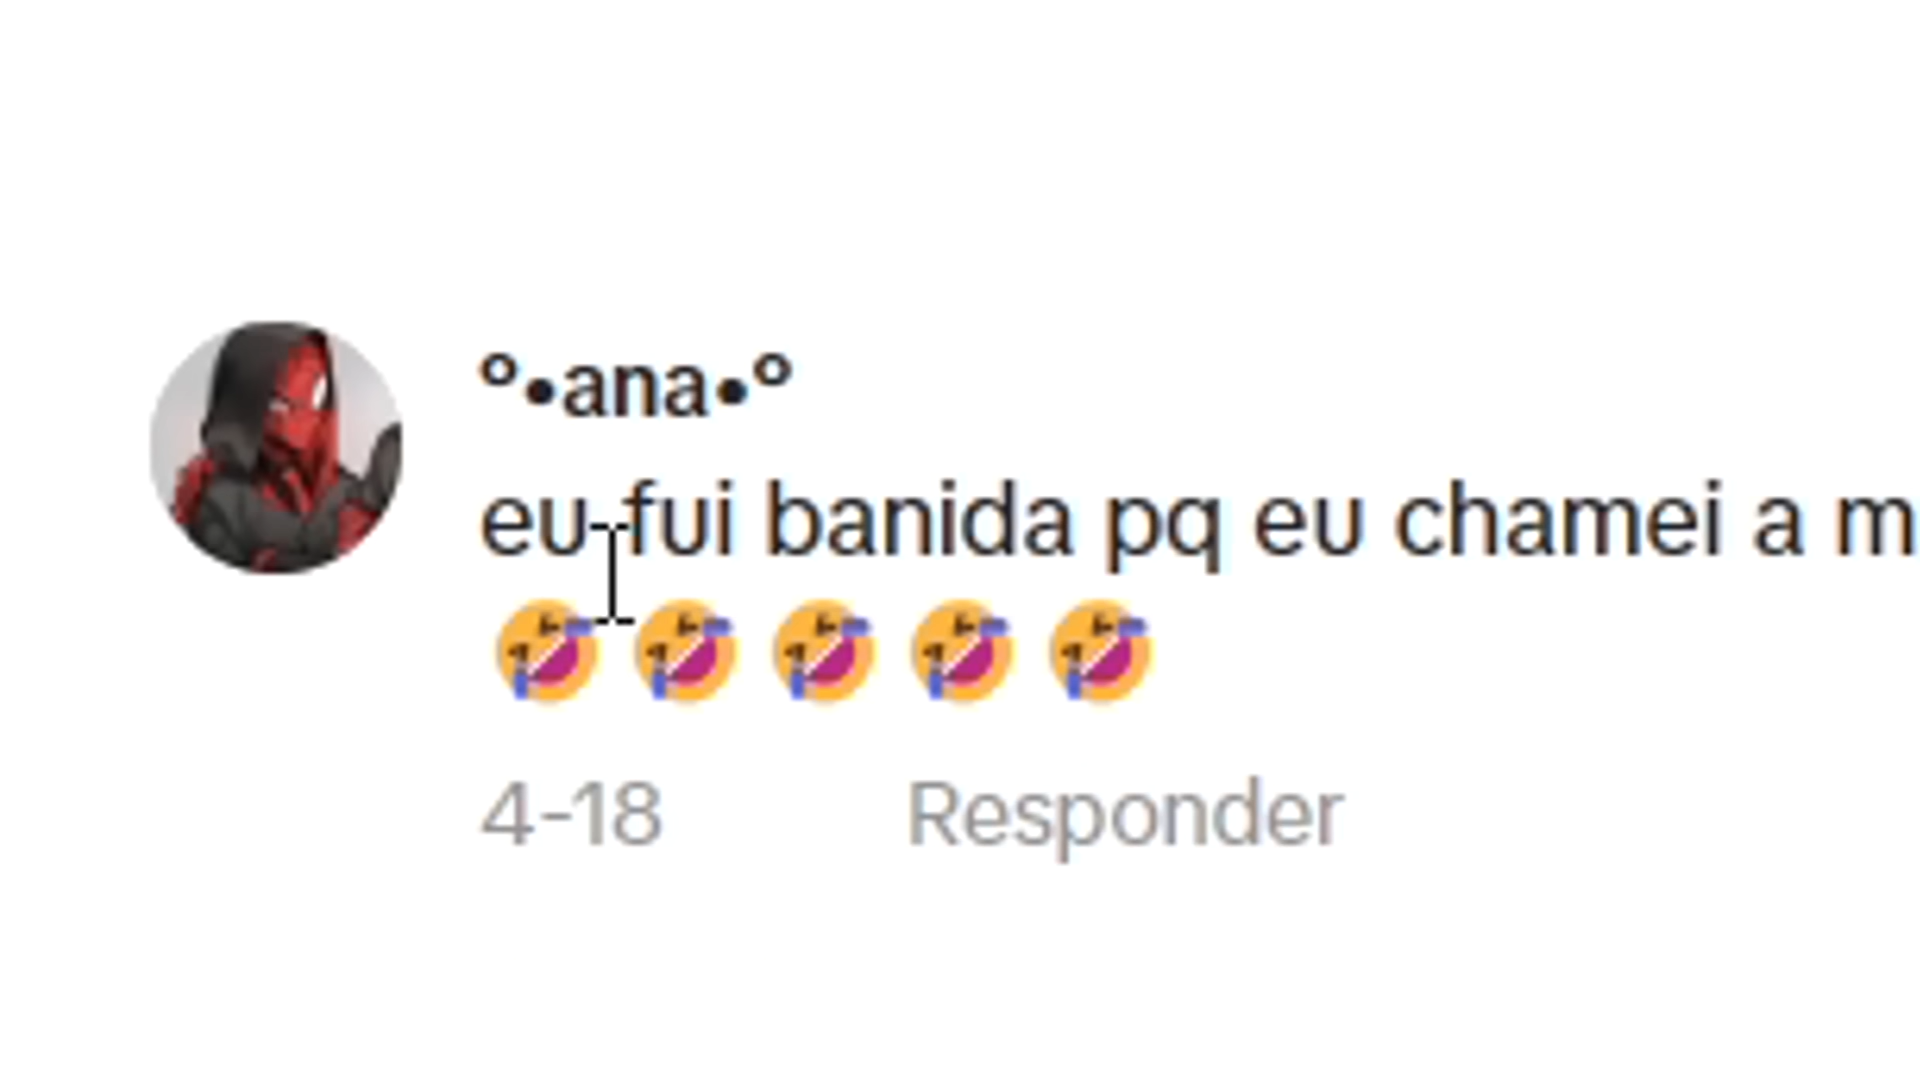 °•ana•°
eu fui banida pq eu chamei a m
🤣🤣🤣🤣🤣
4-18 Responder